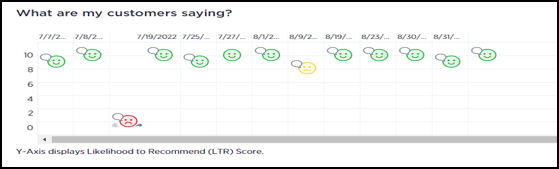 What are my customers saying?
7/7/2... 7/8/2... 7/19/2022 7/25/... 7/27/... 8/1/2... 8/9/2... 8/19/... 8/23/... 8/30/... 8/31/...
10
8
6
4
2
0
Y-Axis displays Likelihood to Recommend (LTR) Score.